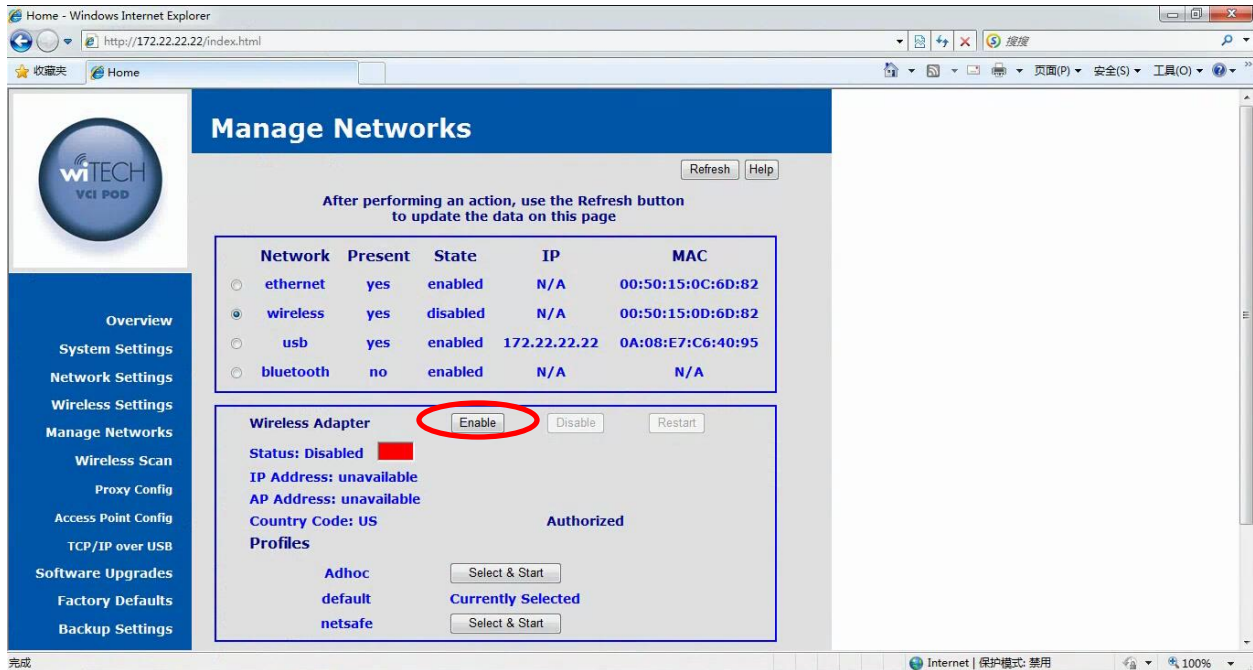 Home - Windows Internet Explorer
http://172.22.22.22/index.html
搜搜
收藏夹
Home
页面(P)
安全(S)
工具(O)
wiTECH
VCI POD
Manage Networks
Refresh
Help
After performing an action, use the Refresh button
to update the data on this page
Network Present State IP MAC
ethernet yes enabled N/A 00:50:15:0C:6D:82
wireless yes disabled N/A 00:50:15:0D:6D:82
usb yes enabled 172.22.22.22 0A:08:E7:C6:40:95
bluetooth no enabled N/A N/A
Overview
System Settings
Network Settings
Wireless Settings
Manage Networks
Wireless Scan
Proxy Config
Access Point Config
TCP/IP over USB
Software Upgrades
Factory Defaults
Backup Settings
Wireless Adapter Enable Disable Restart
Status: Disabled
IP Address: unavailable
AP Address: unavailable
Country Code: US Authorized
Profiles
Adhoc Select & Start
default Currently Selected
netsafe Select & Start
完成
Internet | 保护模式: 禁用
100%